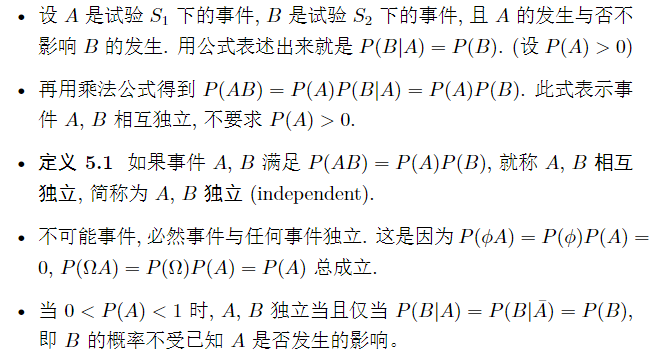 • 设 A 是试验 S₁ 下的事件, B 是试验 S₂ 下的事件, 且 A 的发生与否不
影响 B 的发生. 用公式表述出来就是 P(B|A) = P(B). (设 P(A) > 0)
• 再用乘法公式得到 P(AB) = P(A)P(B|A) = P(A)P(B). 此式表示事
件 A, B 相互独立, 不要求 P(A) > 0.
• 定义 5.1 如果事件 A, B 满足 P(AB) = P(A)P(B), 就称 A, B 相互
独立, 简称为 A, B 独立 (independent).
• 不可能事件, 必然事件与任何事件独立. 这是因为 P(ϕA) = P(ϕ)P(A) =
0, P(ΩA) = P(Ω)P(A) = P(A) 总成立.
• 当 0 < P(A) < 1 时, A, B 独立当且仅当 P(B|A) = P(B|Ā) = P(B),
即 B 的概率不受已知 A 是否发生的影响。